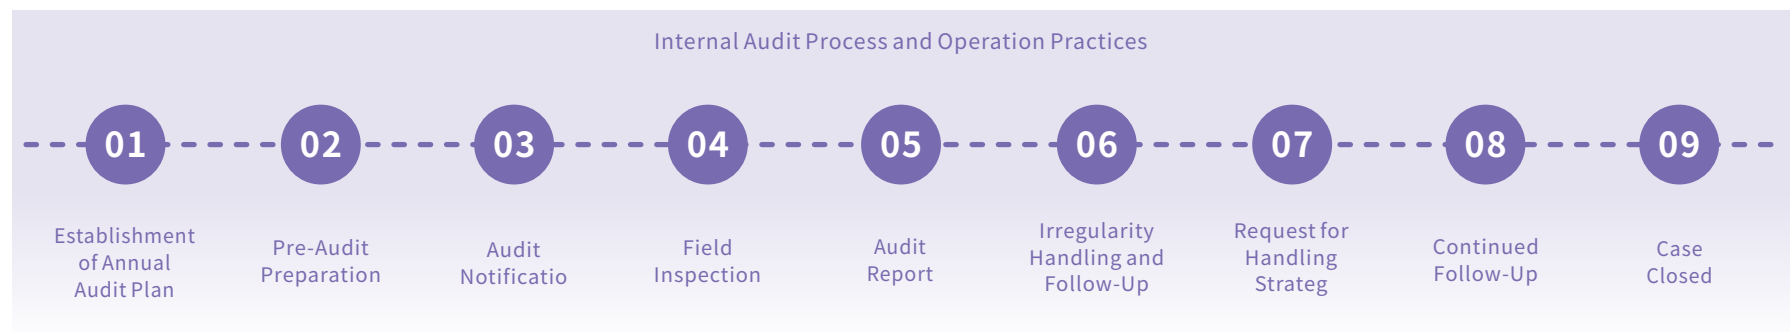 Internal Audit Process and Operation Practices
01
02
03
04
05
06
07
08
09
Establishment
of Annual
Audit Plan
Pre-Audit
Preparation
Audit
Notificatio
Field
Inspection
Audit
Report
Irregularity
Handling and
Follow-Up
Request for
Handling
Strateg
Continued
Follow-Up
Case
Closed